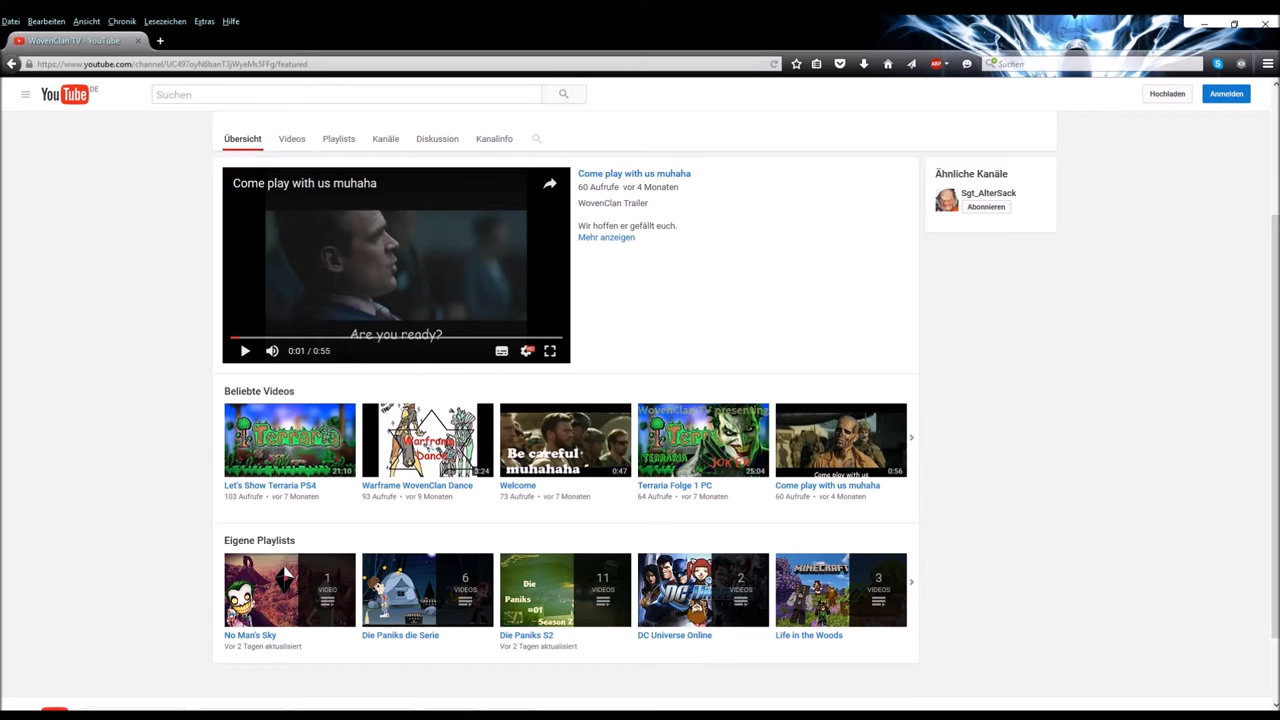 Datei Bearbeiten Ansicht Chronik Lesezeichen Extras Hilfe
WovenClan TV - YouTube
https://www.youtube.com/channel/UC497oyN6banT3jWyeMs5FFg/featured
Suchen
YouTube DE
Suchen
Hochladen
Anmelden
Übersicht Videos Playlists Kanäle Diskussion Kanalinfo
Come play with us muhaha
Are you ready?
0:01 / 0:55
Come play with us muhaha
60 Aufrufe vor 4 Monaten
WovenClan Trailer
Wir hoffen er gefällt euch.
Mehr anzeigen
Ähnliche Kanäle
Sgt_AlterSack
Abonnieren
Beliebte Videos
Terraria
21:10
Warframe
Dance
3:24
Be careful
muhahaha
0:47
WovenClan TV presenting
25:04
Come play with us
0:56
Let's Show Terraria PS4
103 Aufrufe • vor 7 Monaten
Warframe WovenClan Dance
93 Aufrufe • vor 9 Monaten
Welcome
73 Aufrufe • vor 7 Monaten
Terraria Folge 1 PC
64 Aufrufe • vor 7 Monaten
Come play with us muhaha
60 Aufrufe • vor 4 Monaten
Eigene Playlists
1
VIDEOS
6
VIDEOS
Die
Paniks
#01
Season 2
11
VIDEOS
2
VIDEOS
MINECRAFT
3
VIDEOS
No Man's Sky
Vor 2 Tagen aktualisiert
Die Paniks die Serie
Die Paniks S2
Vor 2 Tagen aktualisiert
DC Universe Online
Life in the Woods